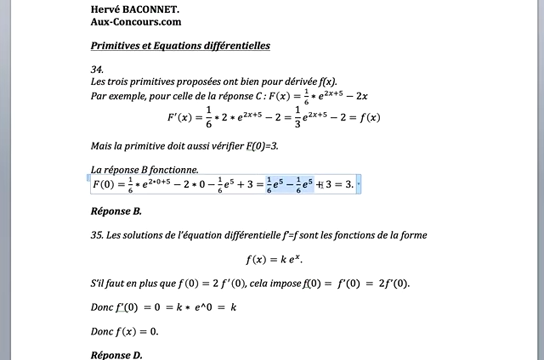 Hervé BACONNET.
Aux-Concours.com
Primitives et Equations différentielles
34.
Les trois primitives proposées ont bien pour dérivée f(x).
Par exemple, pour celle de la réponse C : F(x) = 1/6 * e^(2x+5) − 2x
F'(x) = 1/6 * 2 * e^(2x+5) − 2 = 1/3 e^(2x+5) − 2 = f(x)
Mais la primitive doit aussi vérifier F(0)=3.
La réponse B fonctionne.
F(0) = 1/6 * e^(2*0+5) − 2 * 0 − 1/6 e^5 + 3 = 1/6 e^5 − 1/6 e^5 + 3 = 3.
Réponse B.
35. Les solutions de l'équation différentielle f'=f sont les fonctions de la forme
f(x) = k e^x.
S'il faut en plus que f(0) = 2 f'(0), cela impose f(0) = f'(0) = 2f'(0).
Donc f'(0) = 0 = k * e^0 = k
Donc f(x) = 0.
Réponse D.